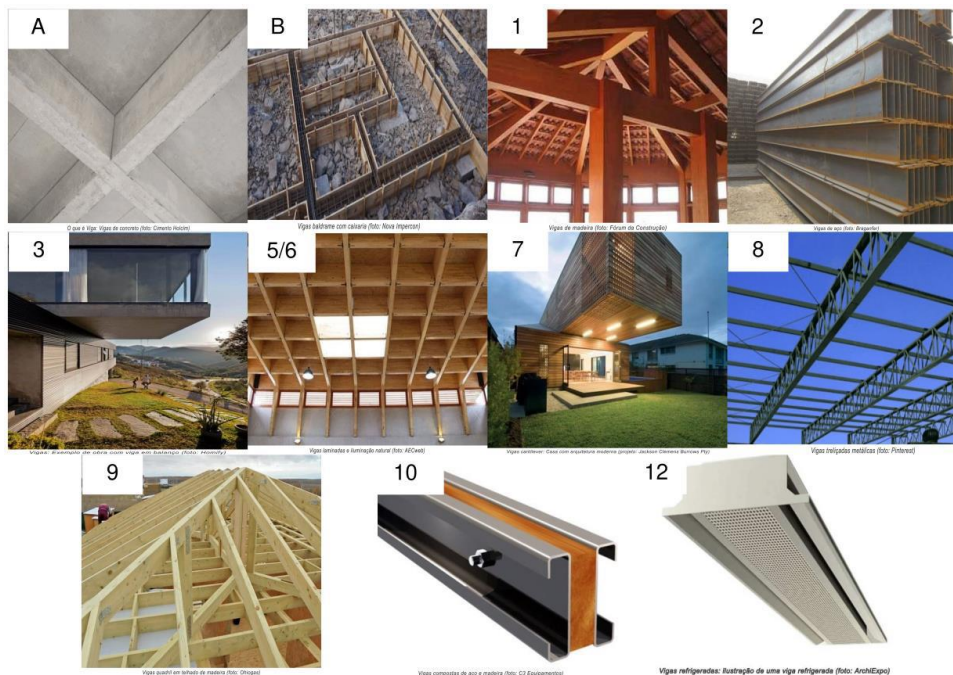 A
B
1
2
O que é Viga: Vigas de concreto (foto: Cimento Holcim)
Vigas baldrame com caixaria (foto: Nova Impercon)
Vigas de madeira (foto: Fórum da Construção)
Vigas de aço (foto:
3
5/6
7
8
Vigas: Exemplo de obra com viga em balanço (foto: Homify)
Vigas laminadas e iluminação natural (foto: AECweb)
Vigas cantilever: Casa com arquitetura moderna (projeto: Jackson Clements Burrows Pty)
Vigas treliçadas metálicas (foto: Pinterest)
9
10
12
Vigas quadril em telhado de madeira (foto:
Vigas compostas de aço e madeira (foto: C3 Equipamentos)
Vigas refrigeradas: Ilustração de uma viga refrigerada (foto: ArchiExpo)